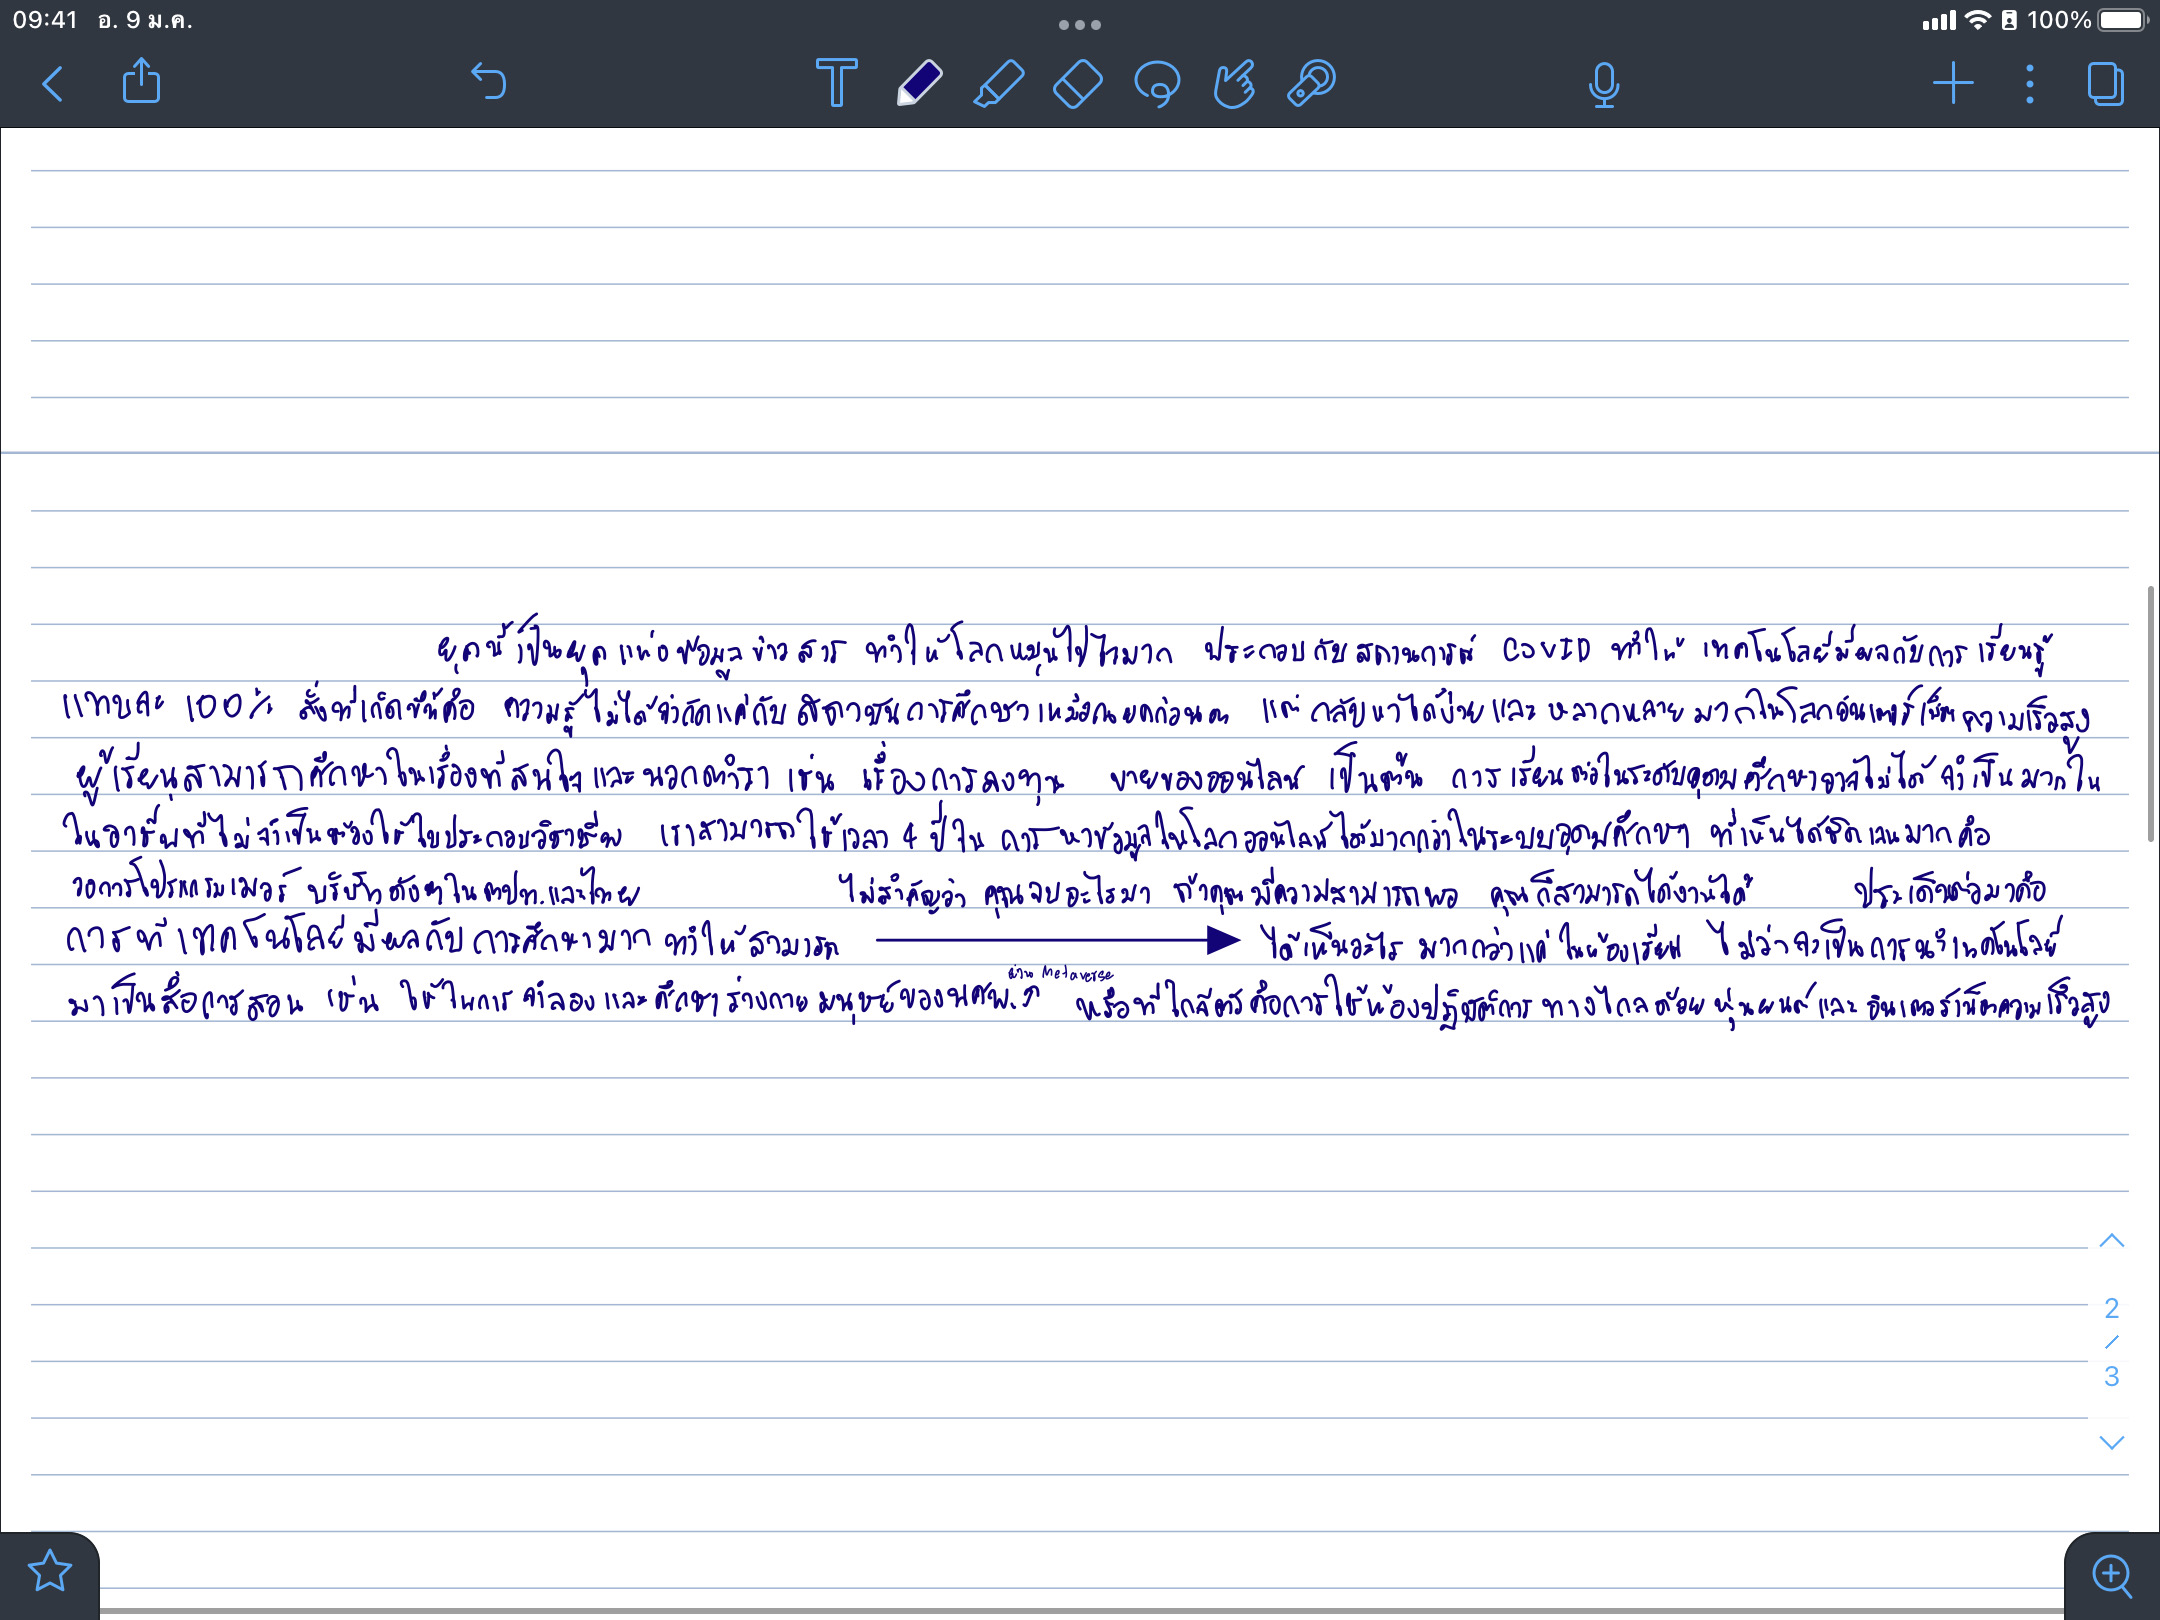 09:41 อ. 9 ม.ค. 100%
ยุคนี้เป็นยุคแห่งข้อมูลข่าวสาร ทำให้โลกหมุนไปไวมาก ประกอบกับสถานการณ์ COVID ทำให้ เทคโนโลยีมีผลกับการเรียนรู้
แทบจะ 100% สิ่งที่เกิดขึ้นคือ ความรู้ไม่ได้จำกัดแค่กับสถาบันการศึกษาเหมือนยุคก่อนๆ แต่ กลับหาได้ง่ายและหลากหลายมากในโลกอินเตอร์เน็ตความเร็วสูง
ผู้เรียนสามารถศึกษาในเรื่องที่สนใจและนอกตำรา เช่น เรื่องการลงทุน ขายของออนไลน์ เป็นต้น การเรียนต่อในระดับอุดมศึกษาอาจไม่ได้จำเป็นมากใน
ในอาชีพที่ไม่จำเป็นต้องใช้ใบประกอบวิชาชีพ เราสามารถใช้เวลา 4 ปีใน การหาข้อมูลในโลกออนไลน์ได้มากกว่าในระบบอุดมศึกษา ที่เห็นได้ชัดเจนมากคือ
วงการโปรแกรมเมอร์ บริษัทดังๆในตปท.และไทย ไม่สำคัญว่า คุณจบอะไรมา ถ้าคุณมีความสามารถพอ คุณก็สามารถได้งานได้ ประเด็นต่อมาคือ
การที่เทคโนโลยีมีผลกับการศึกษามาก ทำให้สามารถ ได้เห็นอะไร มากกว่าแค่ในห้องเรียน ไม่ว่าจะเป็นการนำเทคโนโลยี
ผ่าน Metaverse
มาเป็นสื่อการสอน เช่น ใช้ในการจำลองและศึกษาร่างกายมนุษย์ของนศพ. หรือที่ใกล้ตัวคือการใช้ห้องปฏิบัติการทางไกลด้วยหุ่นยนต์และอินเตอร์เน็ตความเร็วสูง
2
/
3